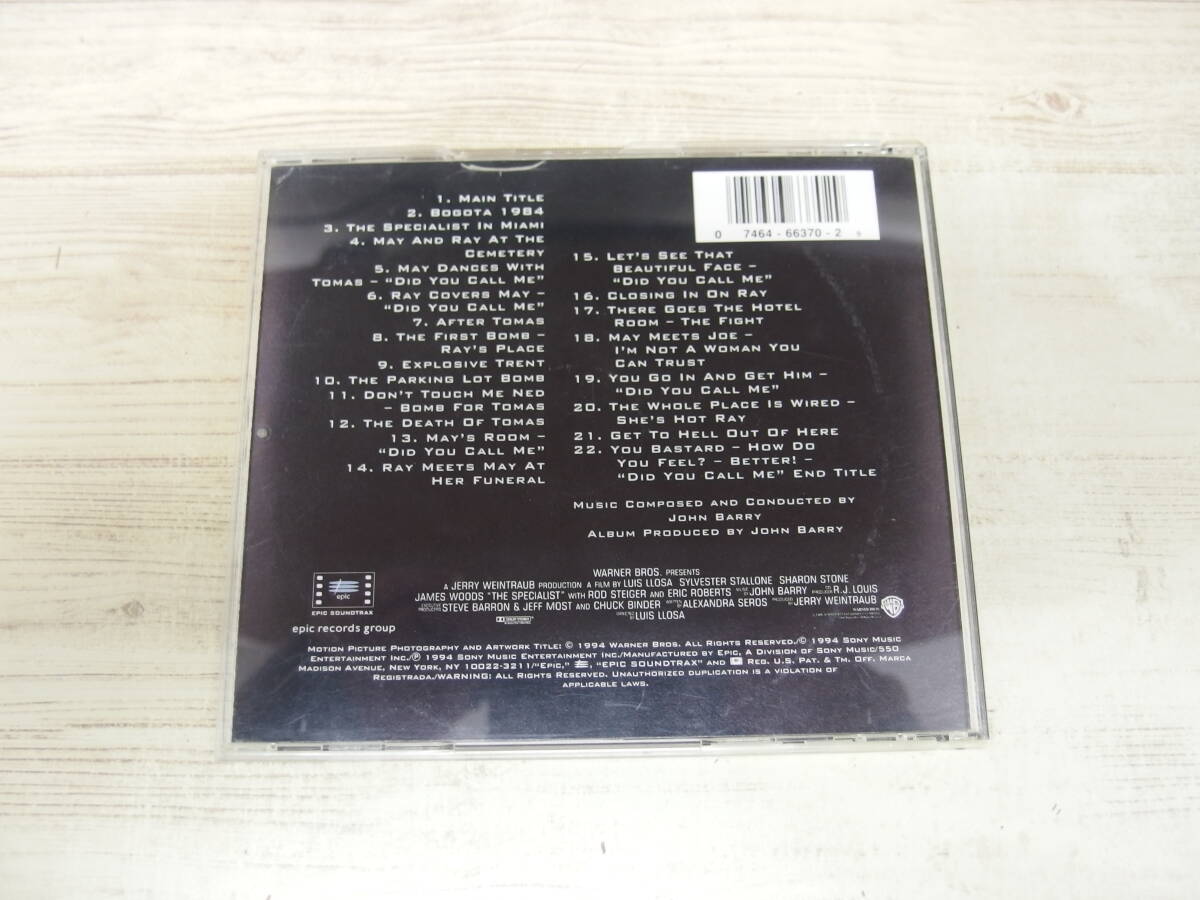 1. Main Title
2. Bogota 1984
3. The Specialist In Miami
4. May And Ray At The
Cemetery
5. May Dances With
Tomas – "Did You Call Me"
6. Ray Covers May –
"Did You Call Me"
7. After Tomas
8. The First Bomb –
Ray's Place
9. Explosive Trent
10. The Parking Lot Bomb
11. Don't Touch Me Ned
– Bomb For Tomas
12. The Death Of Tomas
13. May's Room –
"Did You Call Me"
14. Ray Meets May At
Her Funeral
0 7464-66370-2 9
15. Let's See That
Beautiful Face –
"Did You Call Me"
16. Closing In On Ray
17. There Goes The Hotel
Room – The Fight
18. May Meets Joe –
I'm Not A Woman You
Can Trust
19. You Go In And Get Him –
"Did You Call Me"
20. The Whole Place Is Wired –
She's Hot Ray
21. Get To Hell Out Of Here
22. You Bastard – How Do
You Feel? – Better! –
"Did You Call Me" End Title
Music Composed and Conducted by
John Barry
Album Produced by John Barry
WARNER BROS. PRESENTS
A JERRY WEINTRAUB PRODUCTION A FILM BY LUIS LLOSA SYLVESTER STALLONE SHARON STONE
JAMES WOODS "THE SPECIALIST" WITH ROD STEIGER AND ERIC ROBERTS MUSIC BY JOHN BARRY R.J. LOUIS
EXECUTIVE PRODUCERS STEVE BARRON & JEFF MOST AND CHUCK BINDER WRITTEN BY ALEXANDRA SEROS PRODUCED BY JERRY WEINTRAUB
DIRECTED BY LUIS LLOSA
epic
EPIC SOUNDTRAX
epic records group
Motion Picture Photography and Artwork Title: © 1994 Warner Bros. All Rights Reserved./© 1994 Sony Music
Entertainment Inc./℗ 1994 Sony Music Entertainment Inc./Manufactured by Epic, A Division of Sony Music/550
Madison Avenue, New York, NY 10022-3211/"Epic," , "Epic Soundtrax" and Reg. U.S. Pat. & Tm. Off. Marca
Registrada./WARNING: All Rights Reserved. Unauthorized duplication is a violation of
applicable laws.